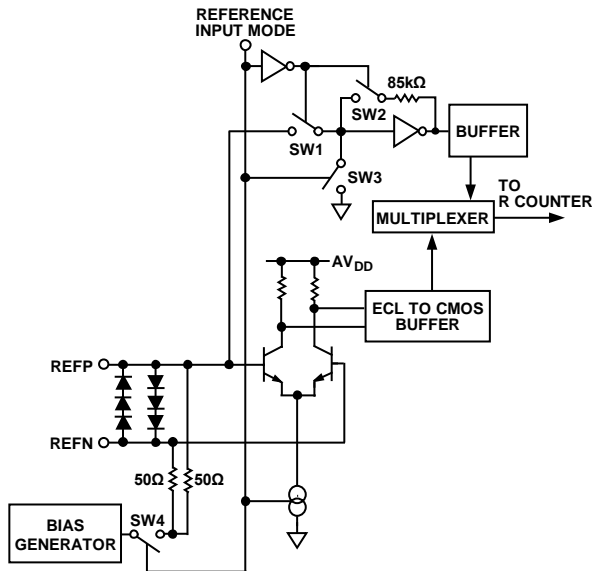 REFERENCE
INPUT MODE
85kΩ
SW2
BUFFER
SW1
SW3
TO
R COUNTER
MULTIPLEXER
AVDD
ECL TO CMOS
BUFFER
REFP
REFN
50Ω
50Ω
SW4
BIAS
GENERATOR